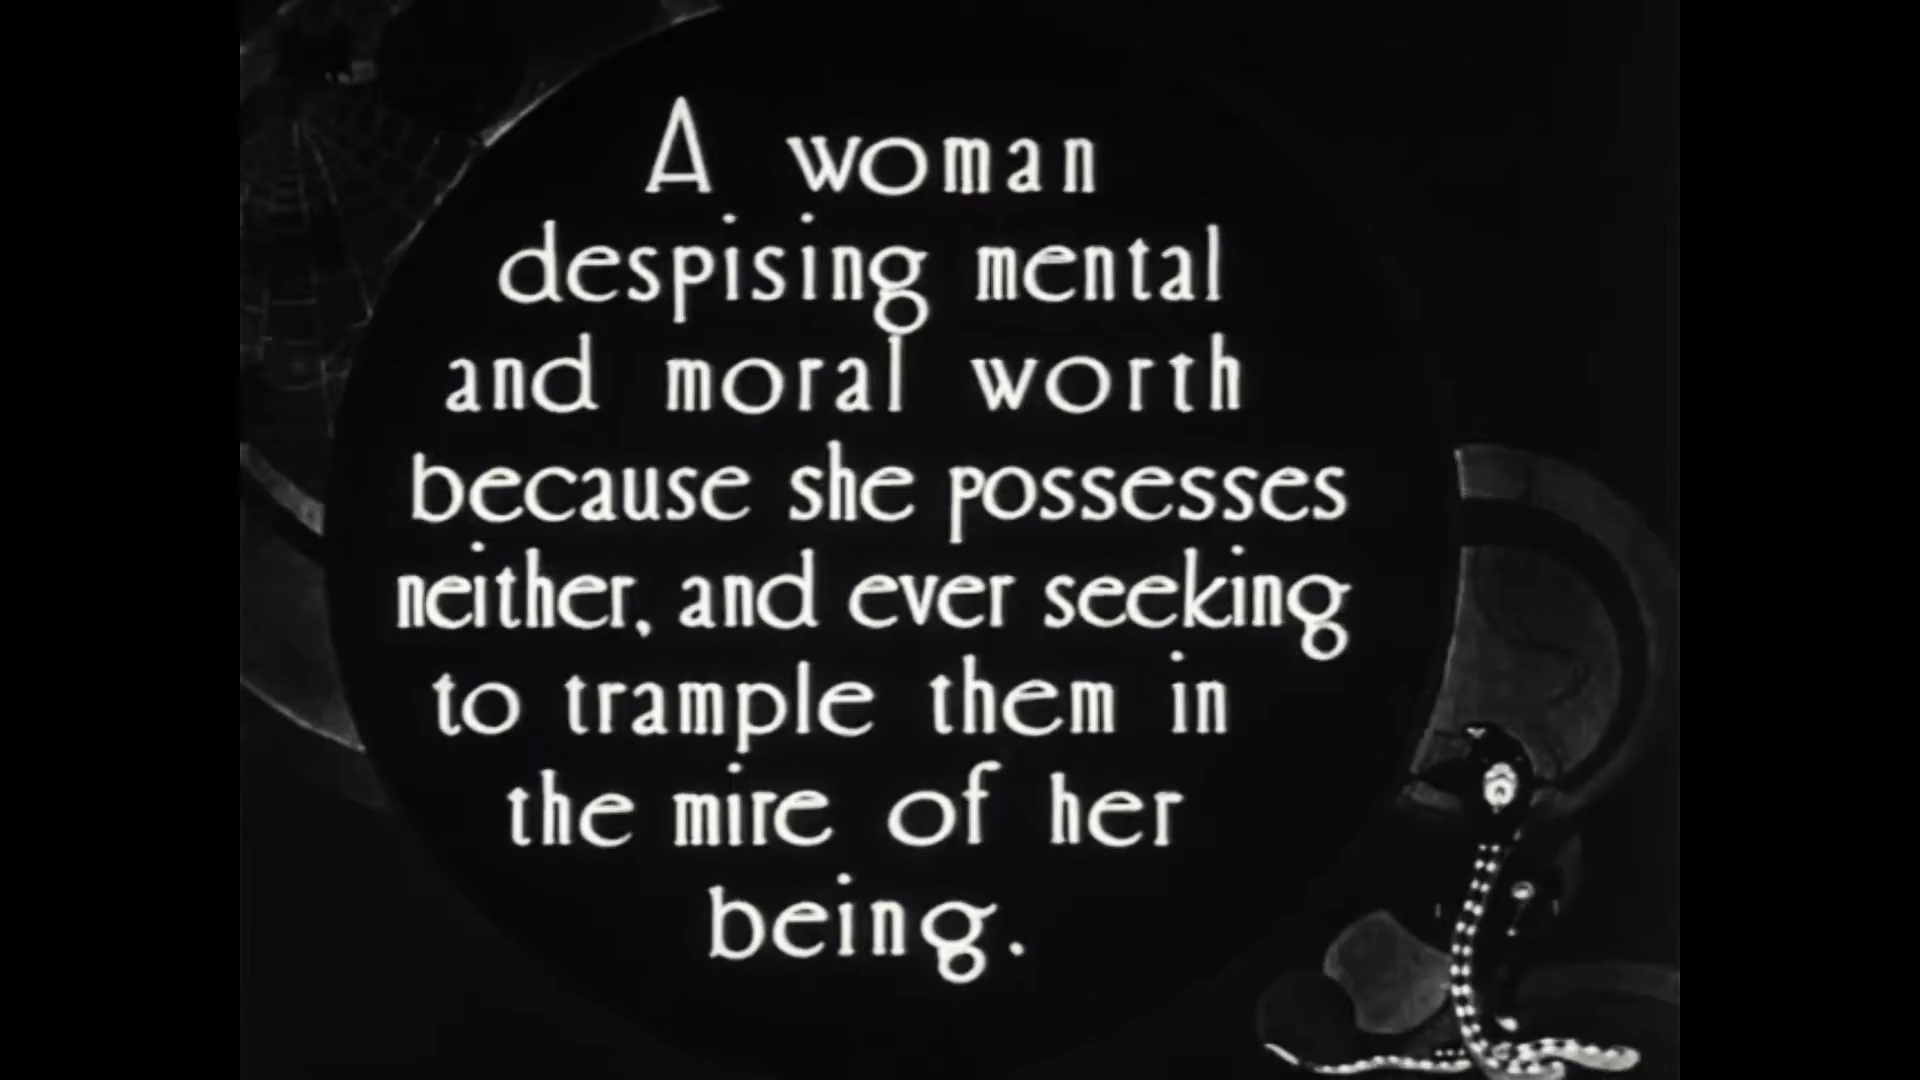 A woman
despising mental
and moral worth
because she possesses
neither, and ever seeking
to trample them in
the mire of her
being.